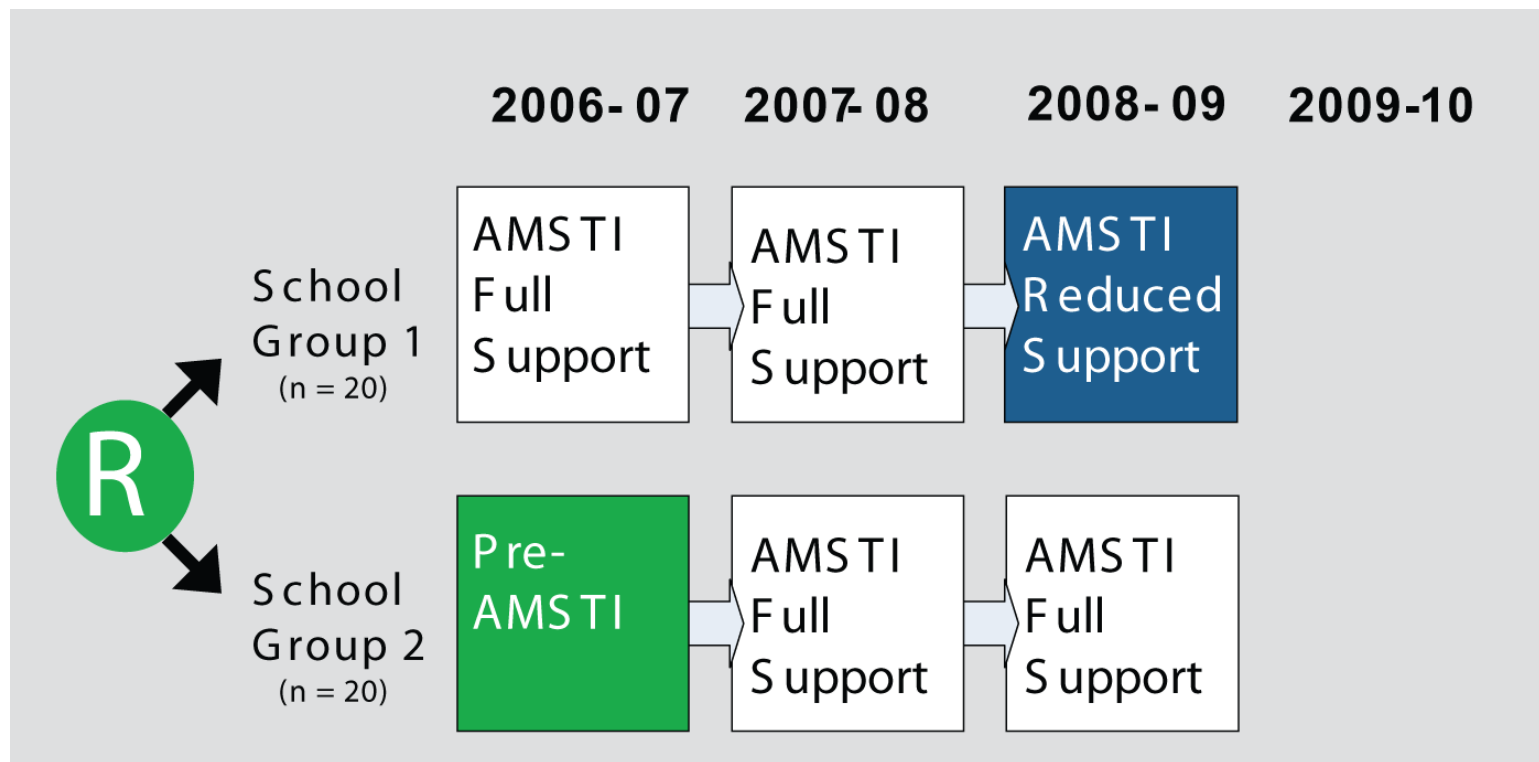 2006-07 2007-08 2008-09 2009-10
School
Group 1
(n = 20)
AMSTI
Full
Support
AMSTI
Full
Support
AMSTI
Reduced
Support
R
School
Group 2
(n = 20)
Pre-
AMSTI
AMSTI
Full
Support
AMSTI
Full
Support